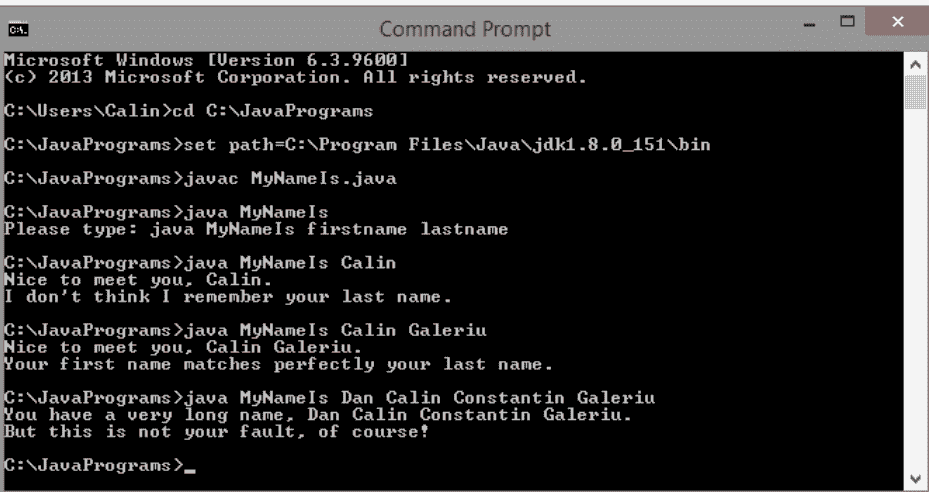 Command Prompt
Microsoft Windows [Version 6.3.9600]
(c) 2013 Microsoft Corporation. All rights reserved.
C:\Users\Calin>cd C:\JavaPrograms
C:\JavaPrograms>set path=C:\Program Files\Java\jdk1.8.0_151\bin
C:\JavaPrograms>javac MyNameIs.java
C:\JavaPrograms>java MyNameIs
Please type: java MyNameIs firstname lastname
C:\JavaPrograms>java MyNameIs Calin
Nice to meet you, Calin.
I don't think I remember your last name.
C:\JavaPrograms>java MyNameIs Calin Galeriu
Nice to meet you, Calin Galeriu.
Your first name matches perfectly your last name.
C:\JavaPrograms>java MyNameIs Dan Calin Constantin Galeriu
You have a very long name, Dan Calin Constantin Galeriu.
But this is not your fault, of course!
C:\JavaPrograms>_